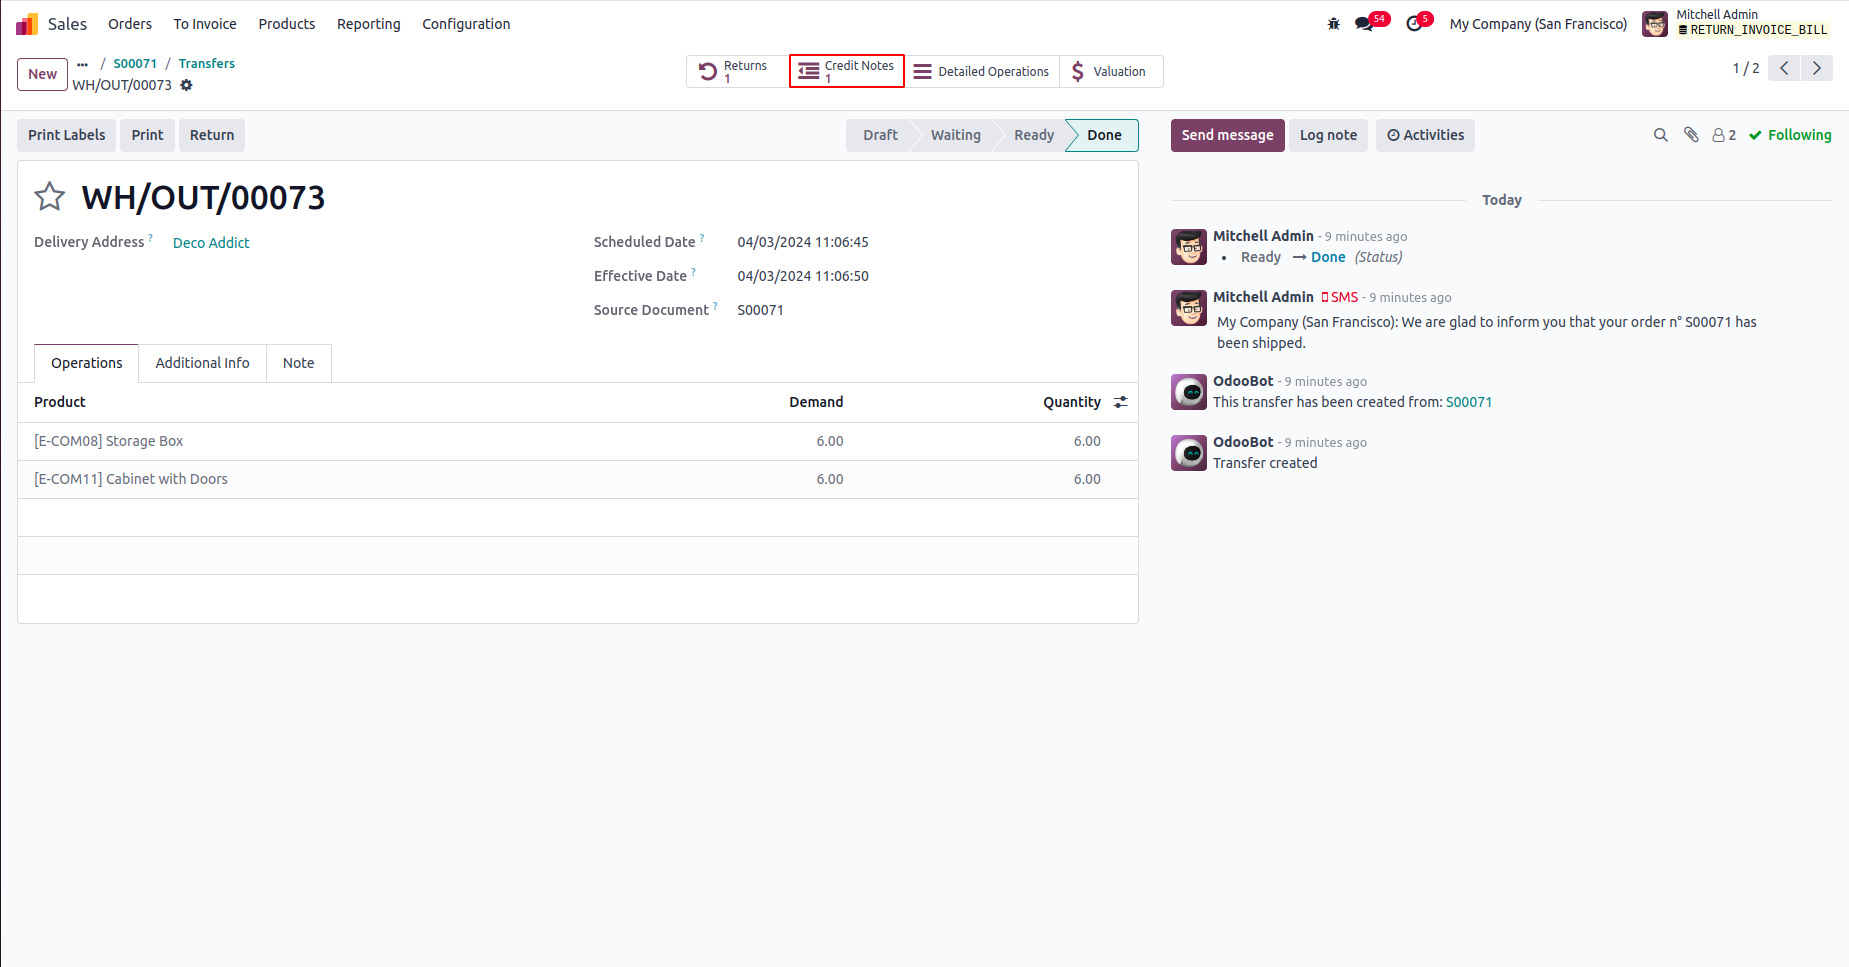 Sales Orders To Invoice Products Reporting Configuration 54 5 My Company (San Francisco) Mitchell Admin
RETURN_INVOICE_BILL
New ... / S00071 / Transfers
WH/OUT/00073
Returns
1
Credit Notes
1
Detailed Operations
Valuation
1 / 2
Print Labels Print Return Draft Waiting Ready Done
Send message Log note Activities 2 Following
WH/OUT/00073
Delivery Address ? Deco Addict
Scheduled Date ? 04/03/2024 11:06:45
Effective Date ? 04/03/2024 11:06:50
Source Document ? S00071
Operations Additional Info Note
Product Demand Quantity
[E-COM08] Storage Box 6.00 6.00
[E-COM11] Cabinet with Doors 6.00 6.00
Today
Mitchell Admin - 9 minutes ago
• Ready → Done (Status)
Mitchell Admin SMS - 9 minutes ago
My Company (San Francisco): We are glad to inform you that your order n° S00071 has
been shipped.
OdooBot - 9 minutes ago
This transfer has been created from: S00071
OdooBot - 9 minutes ago
Transfer created